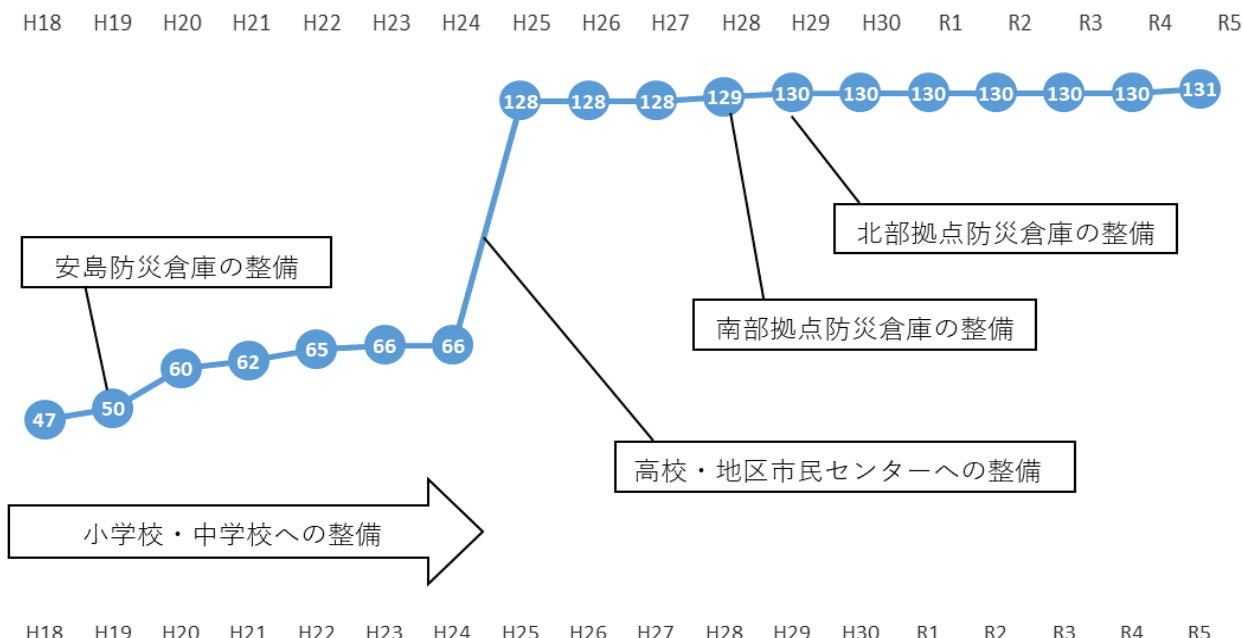 H18 H19 H20 H21 H22 H23 H24 H25 H26 H27 H28 H29 H30 R1 R2 R3 R4 R5
128 128 128 129 130 130 130 130 130 130 131
北部拠点防災倉庫の整備
安島防災倉庫の整備
南部拠点防災倉庫の整備
47 50 60 62 65 66 66
高校・地区市民センターへの整備
小学校・中学校への整備
H18 H19 H20 H21 H22 H23 H24 H25 H26 H27 H28 H29 H30 R1 R2 R3 R4 R5